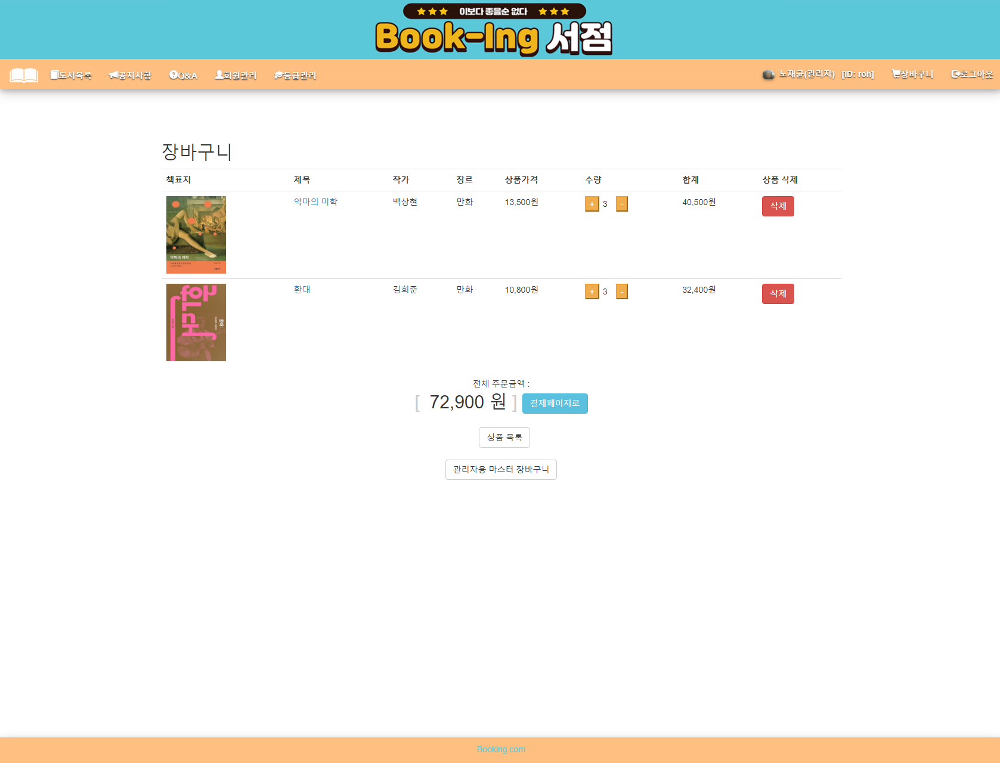 이보다 좋을순 없다
Book-Ing 서점
도서목록 공지사항 Q&A 회원관리 등급관리 노재균(관리자) [ID: roh] 장바구니 로그아웃
장바구니
책표지 제목 작가 장르 상품가격 수량 합계 상품 삭제
악마의 미학 백상현 만화 13,500원 + 3 - 40,500원 삭제
악마의 미학
환대 김희준 만화 10,800원 + 3 - 32,400원 삭제
환대
전체 주문금액 :
[ 72,900 원 ] 결제페이지로
상품 목록
관리자용 마스터 장바구니
Booking.com